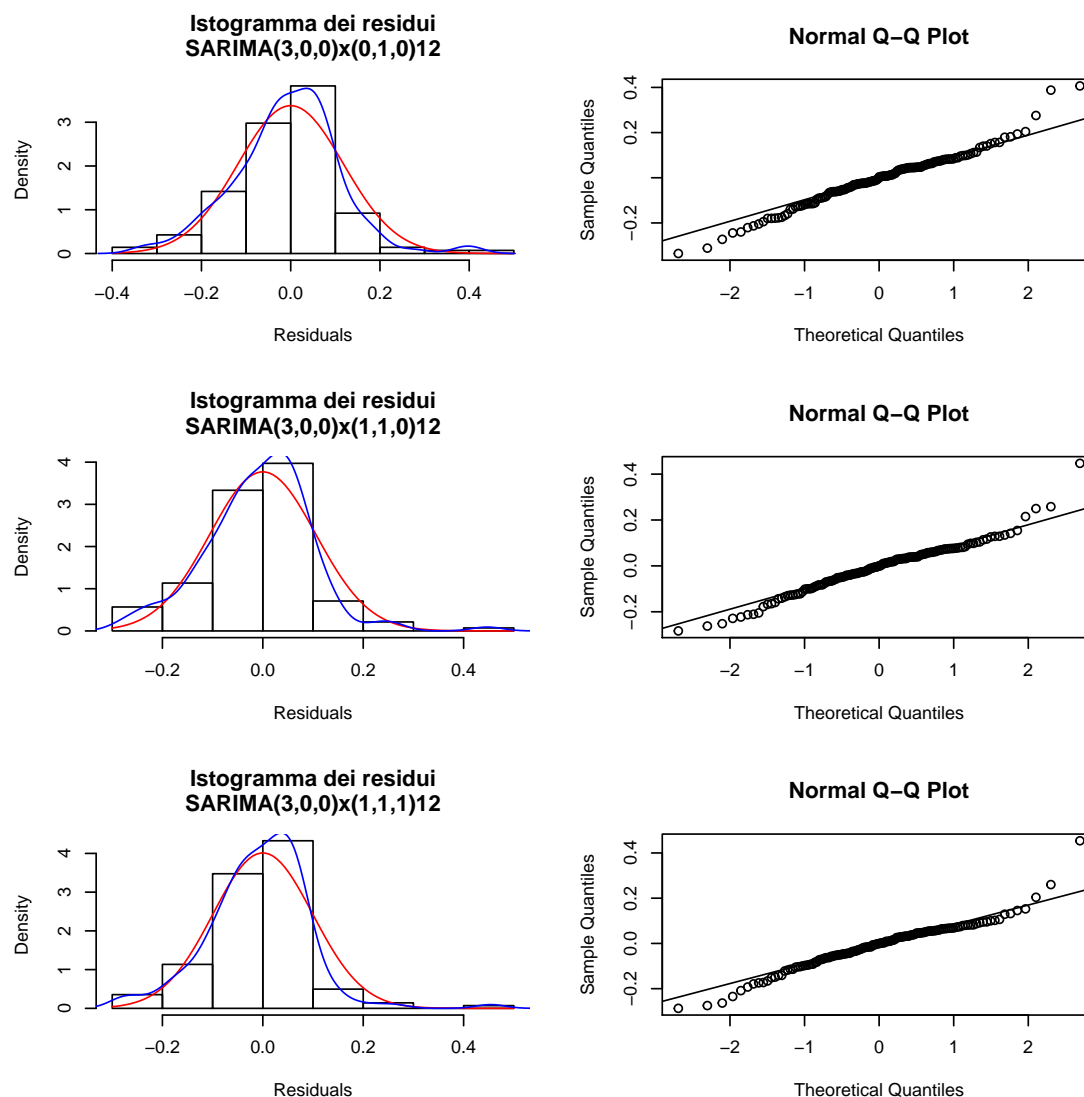 Istogramma dei residui
SARIMA(3,0,0)x(0,1,0)12
Density
0 1 2 3
−0.4 −0.2 0.0 0.2 0.4
Residuals
Normal Q−Q Plot
Sample Quantiles
−0.2 0.2 0.4
−2 −1 0 1 2
Theoretical Quantiles
Istogramma dei residui
SARIMA(3,0,0)x(1,1,0)12
Density
0 1 2 3 4
−0.2 0.0 0.2 0.4
Residuals
Normal Q−Q Plot
Sample Quantiles
−0.2 0.0 0.2 0.4
−2 −1 0 1 2
Theoretical Quantiles
Istogramma dei residui
SARIMA(3,0,0)x(1,1,1)12
Density
0 1 2 3 4
−0.2 0.0 0.2 0.4
Residuals
Normal Q−Q Plot
Sample Quantiles
−0.2 0.0 0.2 0.4
−2 −1 0 1 2
Theoretical Quantiles